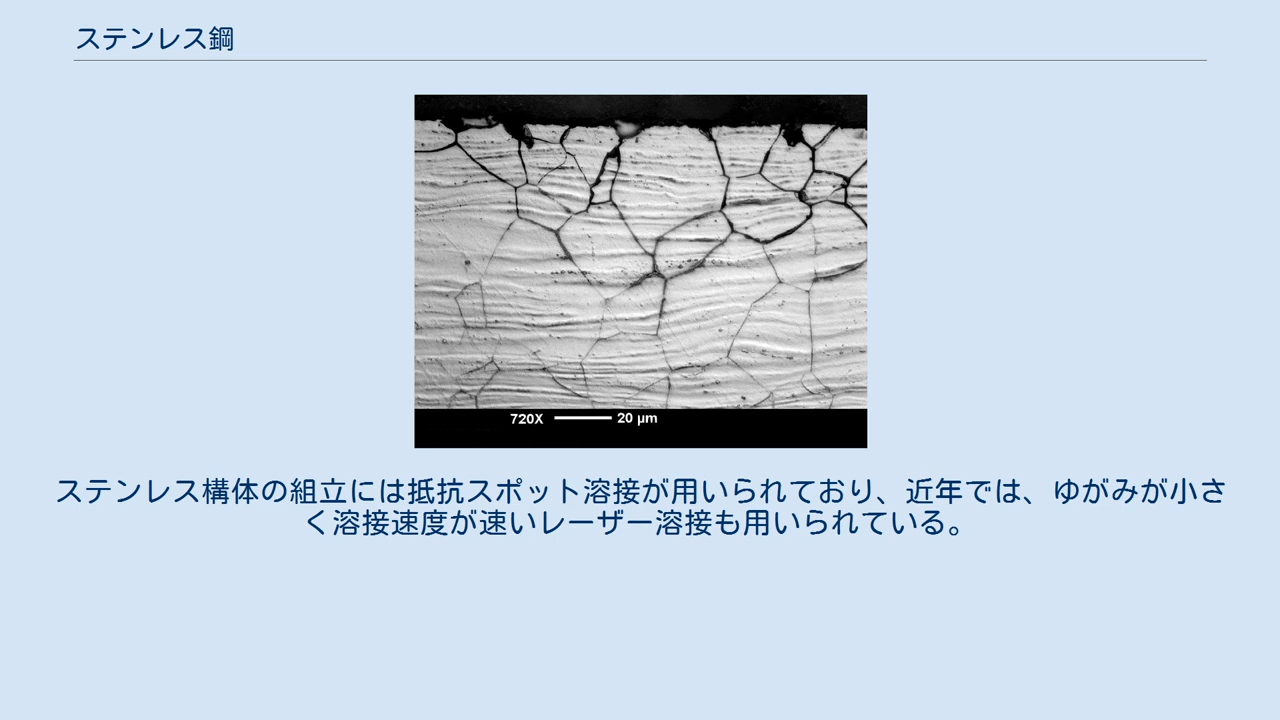 ステンレス鋼
720X 20 µm
ステンレス構体の組立には抵抗スポット溶接が用いられており、近年では、ゆがみが小さ
く溶接速度が速いレーザー溶接も用いられている。